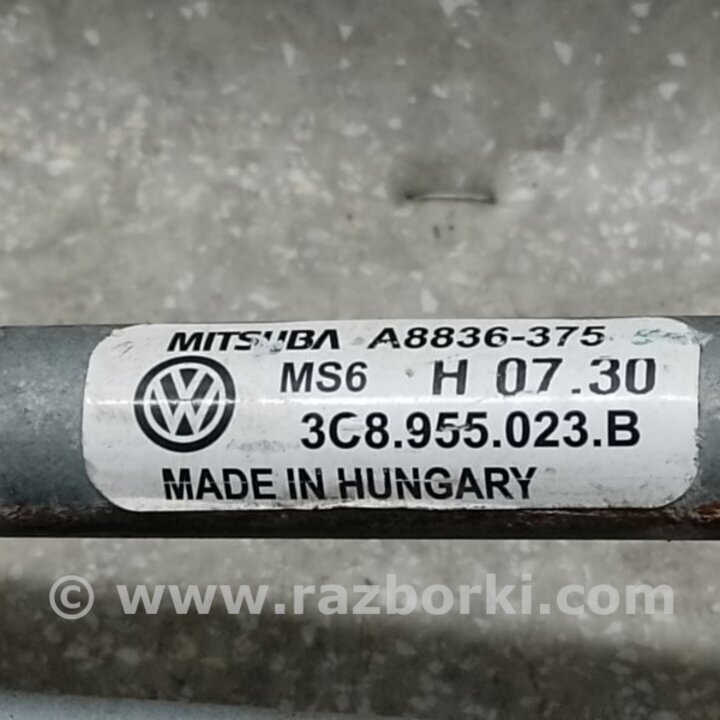 MITSUBA A8836-375
MS6 H 07.30
3C8.955.023.B
MADE IN HUNGARY
© www.razborki.com